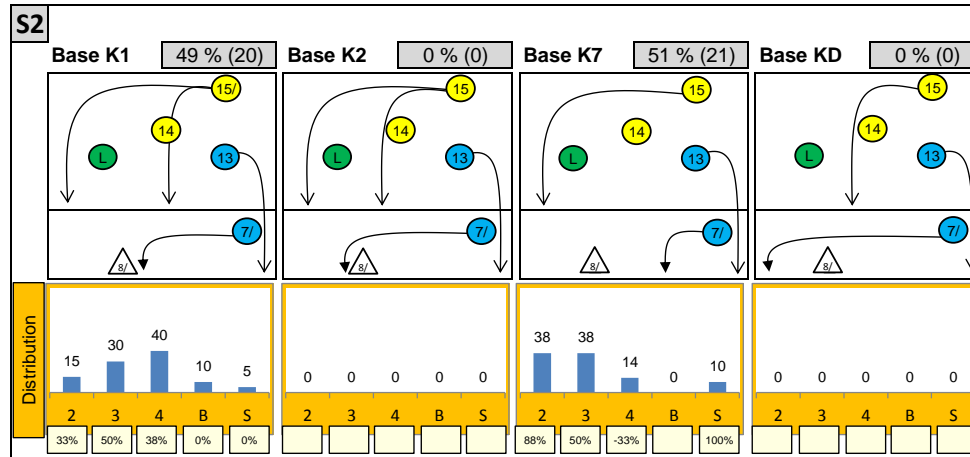 S2
Base K1 49 % (20) Base K2 0 % (0) Base K7 51 % (21) Base KD 0 % (0)
15/ 15 15 15
14 14 14 14
L 13 L 13 L 13 L 13
7/ 7/ 7/ 7/
8/ 8/ 8/ 8/
Distribution
15 30 40 10 5 0 0 0 0 0 38 38 14 0 10 0 0 0 0 0
2 3 4 B S 2 3 4 B S 2 3 4 B S 2 3 4 B S
33% 50% 38% 0% 0% 88% 50% -33% 100%